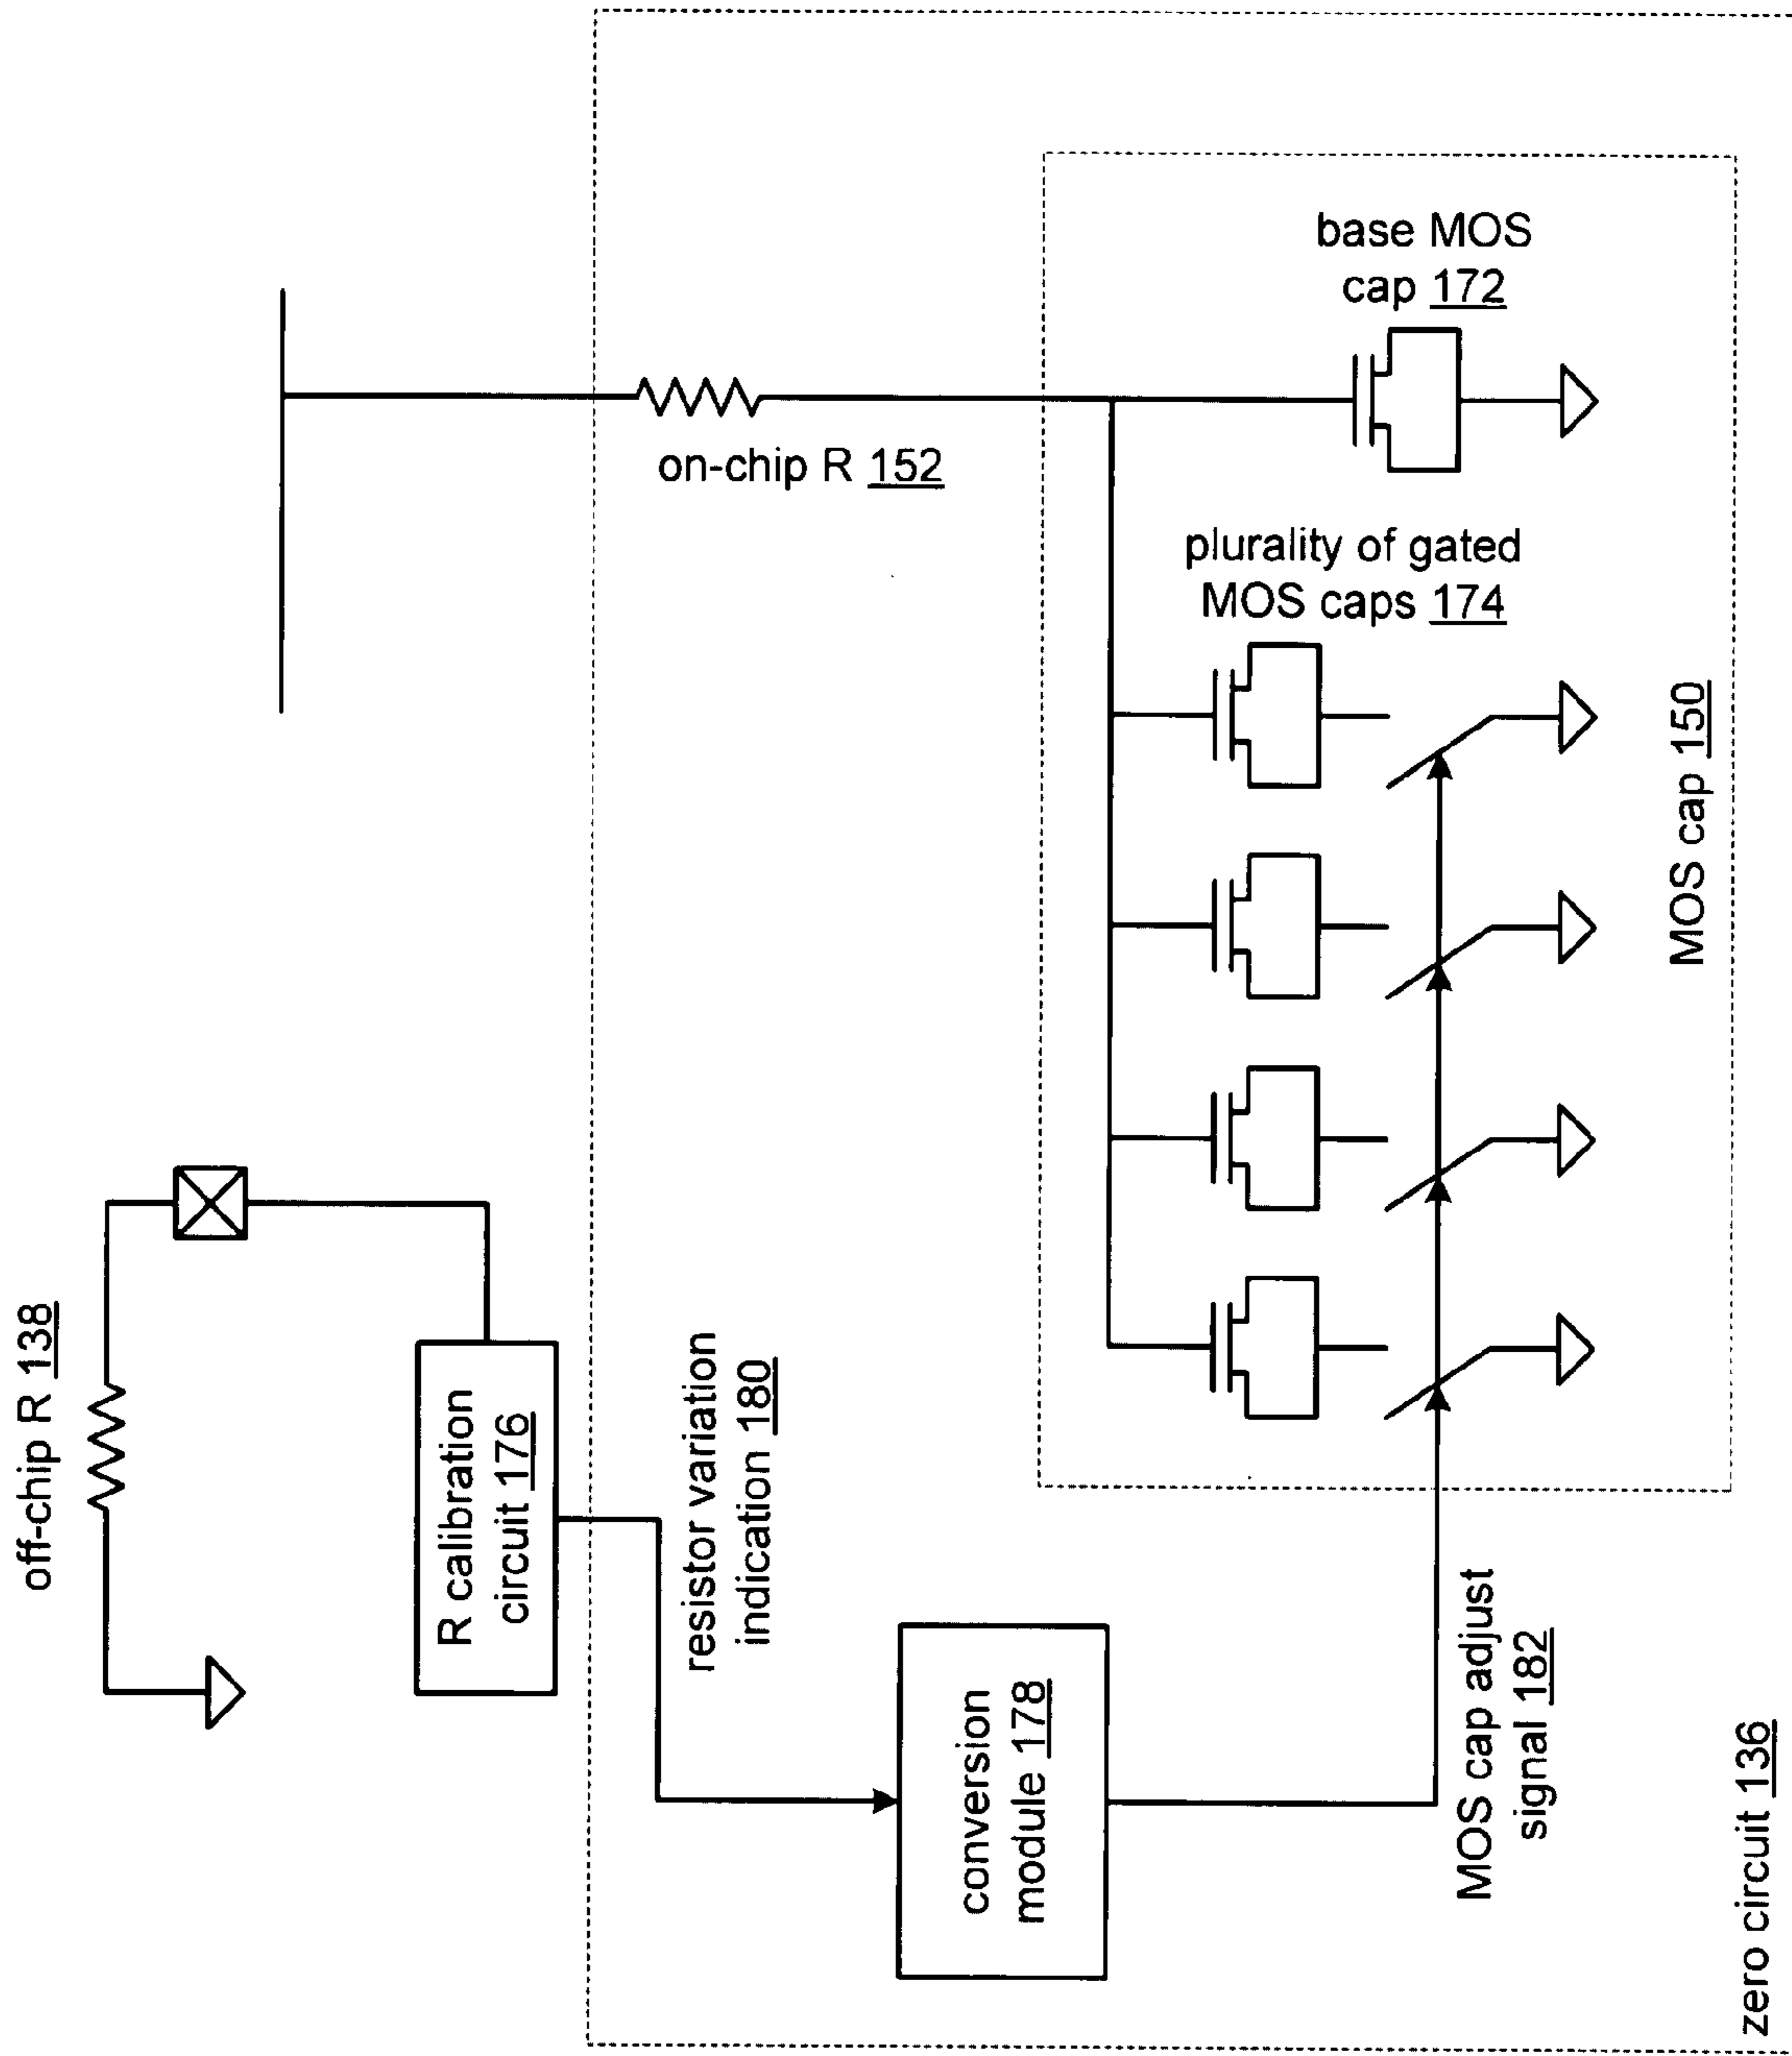 off-chip R 138
R calibration
circuit 176
resistor variation
indication 180
conversion
module 178
MOS cap adjust
signal 182
zero circuit 136
on-chip R 152
plurality of gated
MOS caps 174
base MOS
cap 172
MOS cap 150